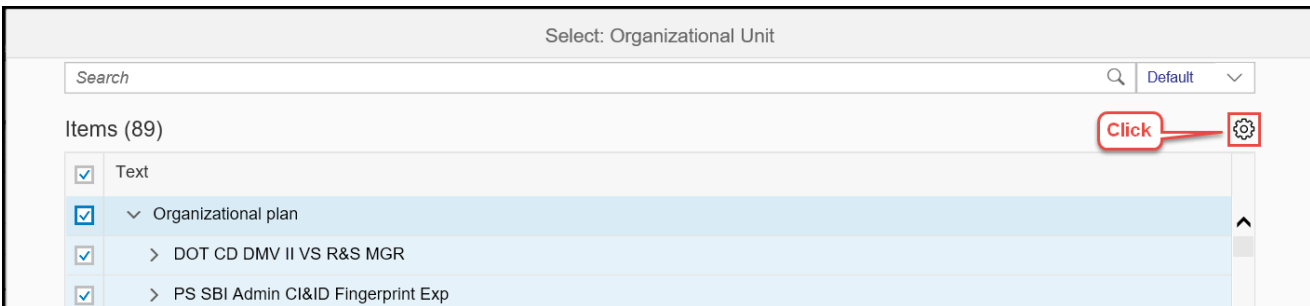 Select: Organizational Unit
Search
Default
Items (89)
Click
Text
Organizational plan
DOT CD DMV II VS R&S MGR
PS SBI Admin CI&ID Fingerprint Exp